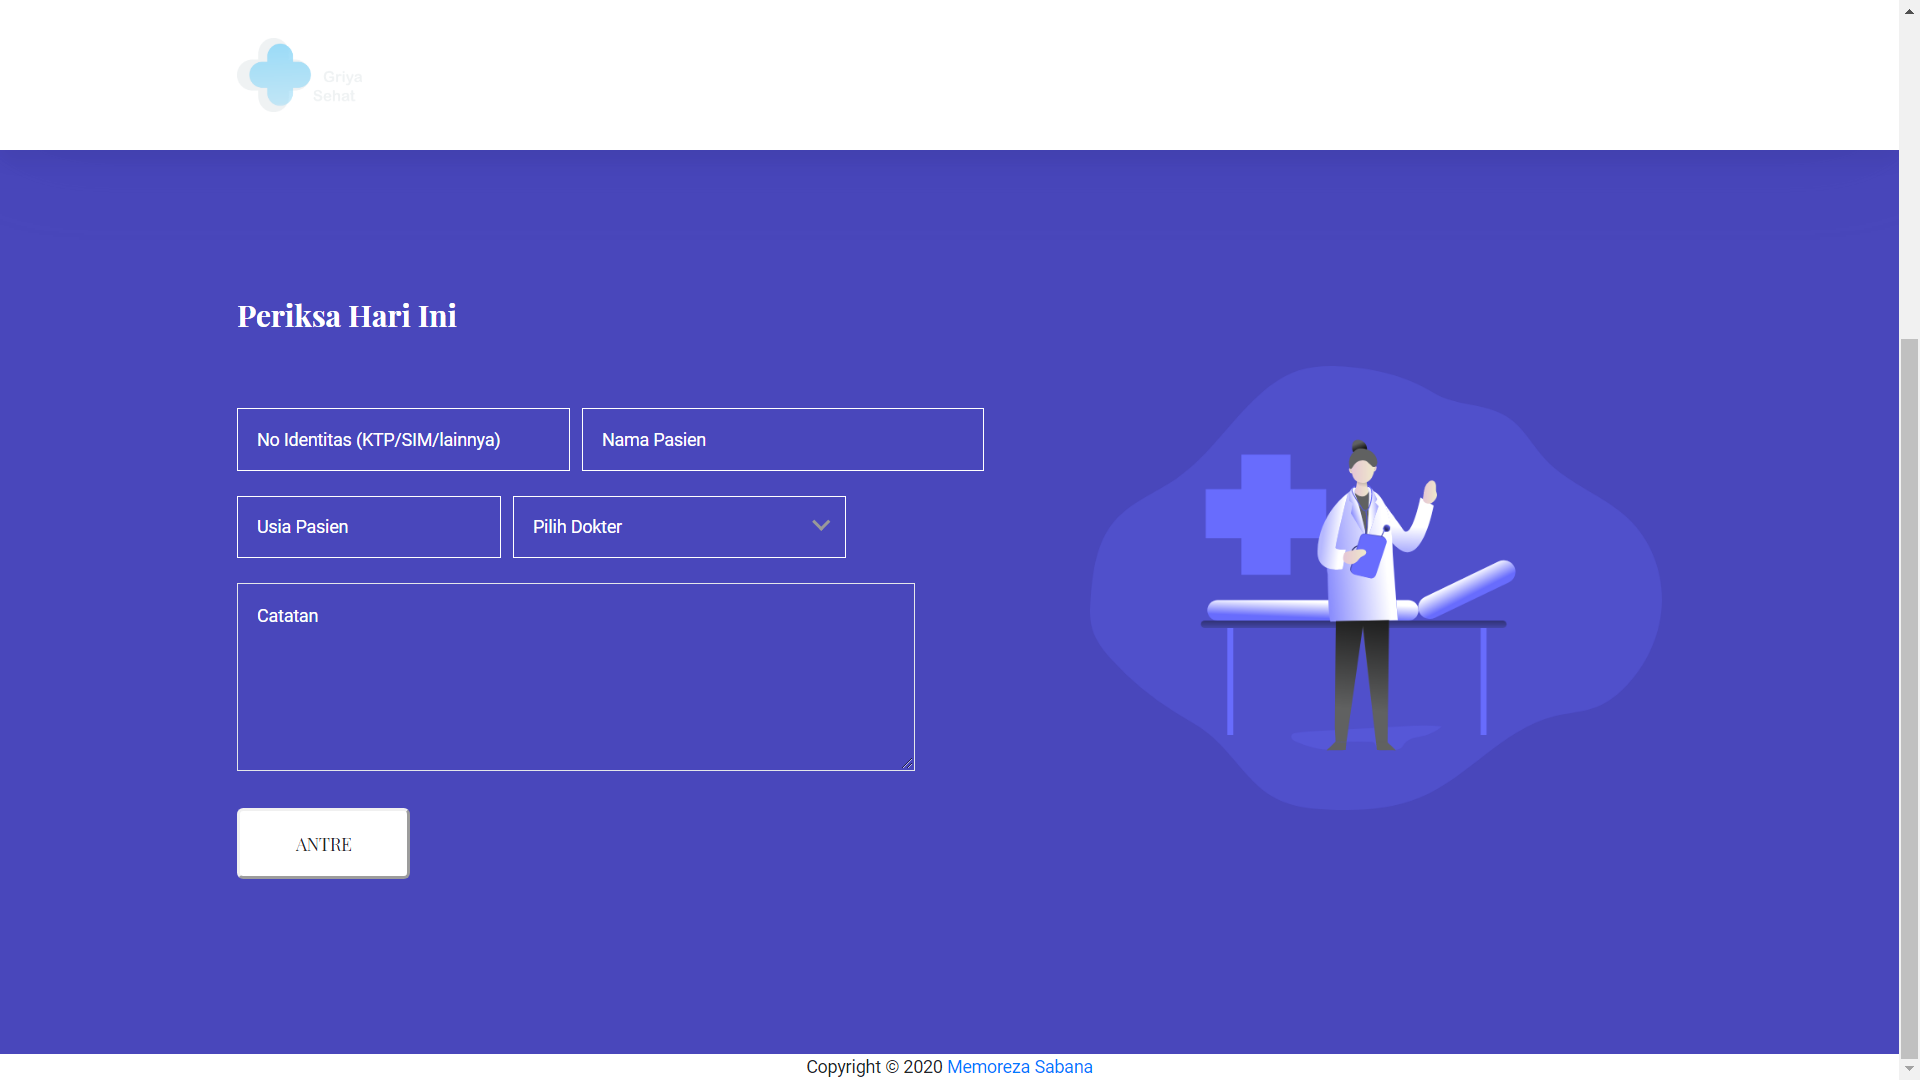 Griya
Sehat
Periksa Hari Ini
No Identitas (KTP/SIM/lainnya)
Nama Pasien
Usia Pasien
Pilih Dokter
Catatan
ANTRE
Copyright © 2020 Memoreza Sabana